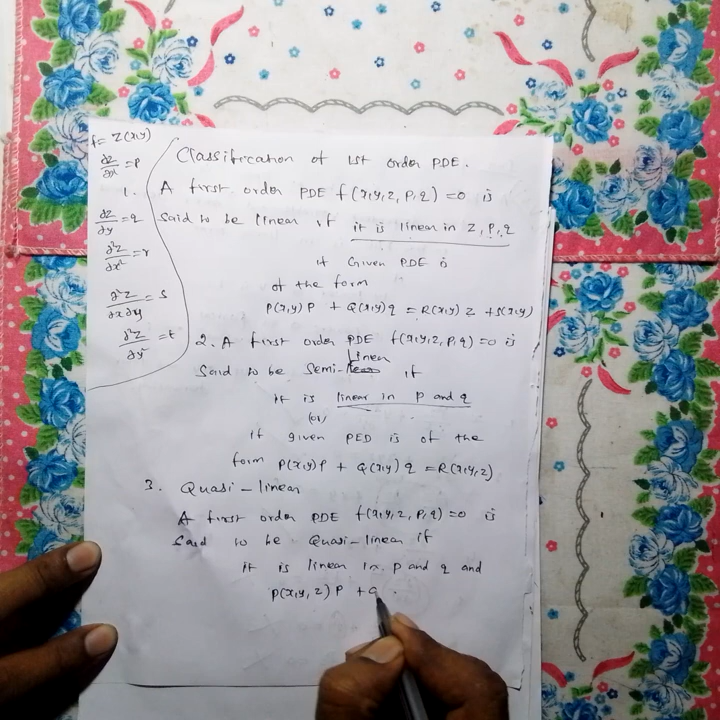 f = Z(x,y)
∂z/∂x = p
∂z/∂y = q
∂²z/∂x² = r
∂²z/∂x∂y = s
∂²z/∂y² = t
Classification of 1st order PDE.
1. A first order PDE f(x,y,z,p,q) = 0 is
said to be linear if it is linear in z, p, q
if Given PDE is
of the form
P(x,y)p + Q(x,y)q = R(x,y)z + S(x,y)
2. A first order PDE f(x,y,z,p,q) = 0 is
said to be Semi-linear if
it is linear in p and q
(or)
if given PED is of the
form P(x,y)p + Q(x,y)q = R(x,y,z)
3. Quasi-linear
A first order PDE f(x,y,z,p,q) = 0 is
said to be Quasi-linear if
it is linear in p and q and
P(x,y,z)p + Q